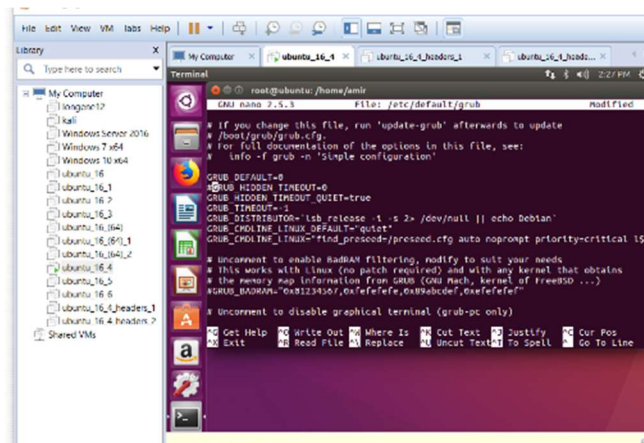 File Edit View VM Tabs Help
Library X
Type here to search
My Computer
longene12
kali
Windows Server 2016
Windows 7 x64
Windows 10 x64
ubuntu_16
ubuntu_16_1
ubuntu_16_2
ubuntu_16_3
ubuntu_16_(64)
ubuntu_16_(64)_1
ubuntu_16_(64)_2
ubuntu_16_4
ubuntu_16_5
ubuntu_16_6
ubuntu_16_4_headers_1
ubuntu_16_4_headers_2
Shared VMs
My Computer × ubuntu_16_4 × ubuntu_16_4_headers_1 × ubuntu_16_4_heade... ×
Terminal 2:27 PM
root@ubuntu: /home/amir
GNU nano 2.5.3 File: /etc/default/grub Modified
# If you change this file, run 'update-grub' afterwards to update
# /boot/grub/grub.cfg.
# For full documentation of the options in this file, see:
# info -f grub -n 'Simple configuration'
GRUB_DEFAULT=0
#GRUB_HIDDEN_TIMEOUT=0
GRUB_HIDDEN_TIMEOUT_QUIET=true
GRUB_TIMEOUT=-1
GRUB_DISTRIBUTOR=`lsb_release -i -s 2> /dev/null || echo Debian`
GRUB_CMDLINE_LINUX_DEFAULT="quiet"
GRUB_CMDLINE_LINUX="find_preseed=/preseed.cfg auto noprompt priority=critical l$
# Uncomment to enable BadRAM filtering, modify to suit your needs
# This works with Linux (no patch required) and with any kernel that obtains
# the memory map information from GRUB (GNU Mach, kernel of FreeBSD ...)
#GRUB_BADRAM="0x01234567,0xfefefefe,0x89abcdef,0xefefefef"
# Uncomment to disable graphical terminal (grub-pc only)
^G Get Help ^O Write Out ^W Where Is ^K Cut Text ^J Justify ^C Cur Pos
^X Exit ^R Read File ^\ Replace ^U Uncut Text ^T To Spell ^_ Go To Line